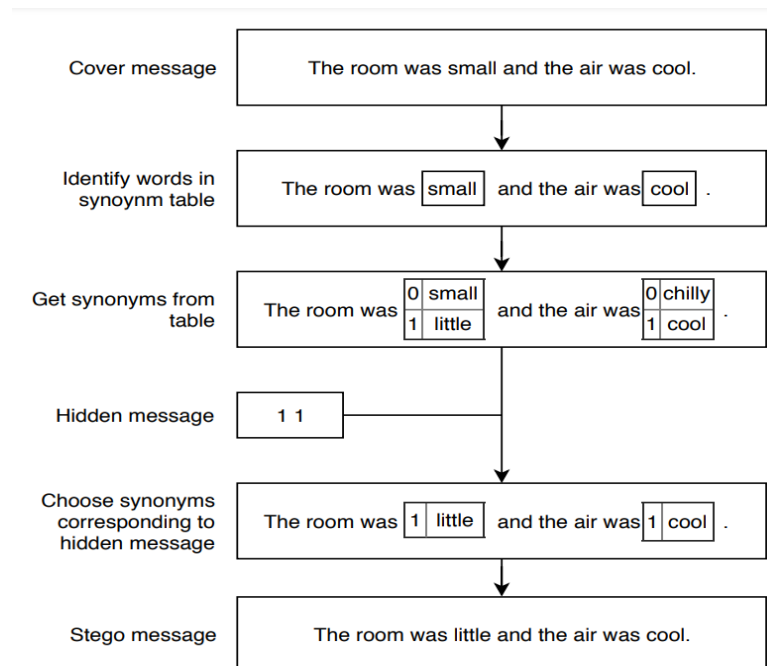 Cover message
The room was small and the air was cool.
Identify words in
synoynm table
The room was small and the air was cool .
Get synonyms from
table
The room was 0 small 1 little and the air was 0 chilly 1 cool .
Hidden message
1 1
Choose synonyms
corresponding to
hidden message
The room was 1 little and the air was 1 cool .
Stego message
The room was little and the air was cool.